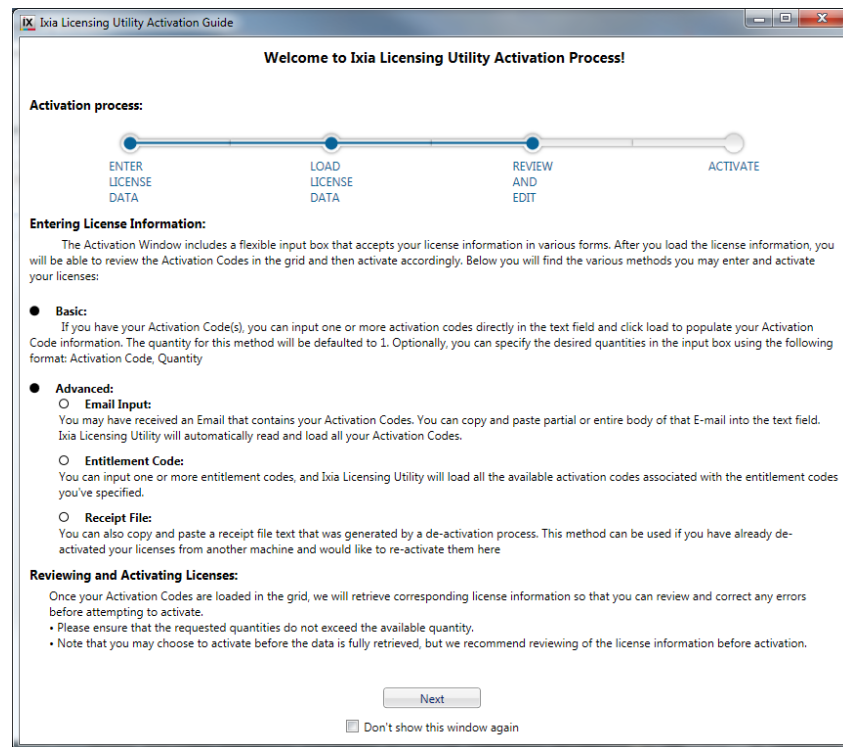 IX Ixia Licensing Utility Activation Guide
Welcome to Ixia Licensing Utility Activation Process!
Activation process:
ENTER LICENSE DATA
LOAD LICENSE DATA
REVIEW AND EDIT
ACTIVATE
Entering License Information:
The Activation Window includes a flexible input box that accepts your license information in various forms. After you load the license information, you
will be able to review the Activation Codes in the grid and then activate accordingly. Below you will find the various methods you may enter and activate
your licenses:
Basic:
If you have your Activation Code(s), you can input one or more activation codes directly in the text field and click load to populate your Activation
Code information. The quantity for this method will be defaulted to 1. Optionally, you can specify the desired quantities in the input box using the following
format: Activation Code, Quantity
Advanced:
Email Input:
You may have received an Email that contains your Activation Codes. You can copy and paste partial or entire body of that E-mail into the text field.
Ixia Licensing Utility will automatically read and load all your Activation Codes.
Entitlement Code:
You can input one or more entitlement codes, and Ixia Licensing Utility will load all the available activation codes associated with the entitlement codes
you've specified.
Receipt File:
You can also copy and paste a receipt file text that was generated by a de-activation process. This method can be used if you have already de-
activated your licenses from another machine and would like to re-activate them here
Reviewing and Activating Licenses:
Once your Activation Codes are loaded in the grid, we will retrieve corresponding license information so that you can review and correct any errors
before attempting to activate.
• Please ensure that the requested quantities do not exceed the available quantity.
• Note that you may choose to activate before the data is fully retrieved, but we recommend reviewing of the license information before activation.
Next
Don't show this window again